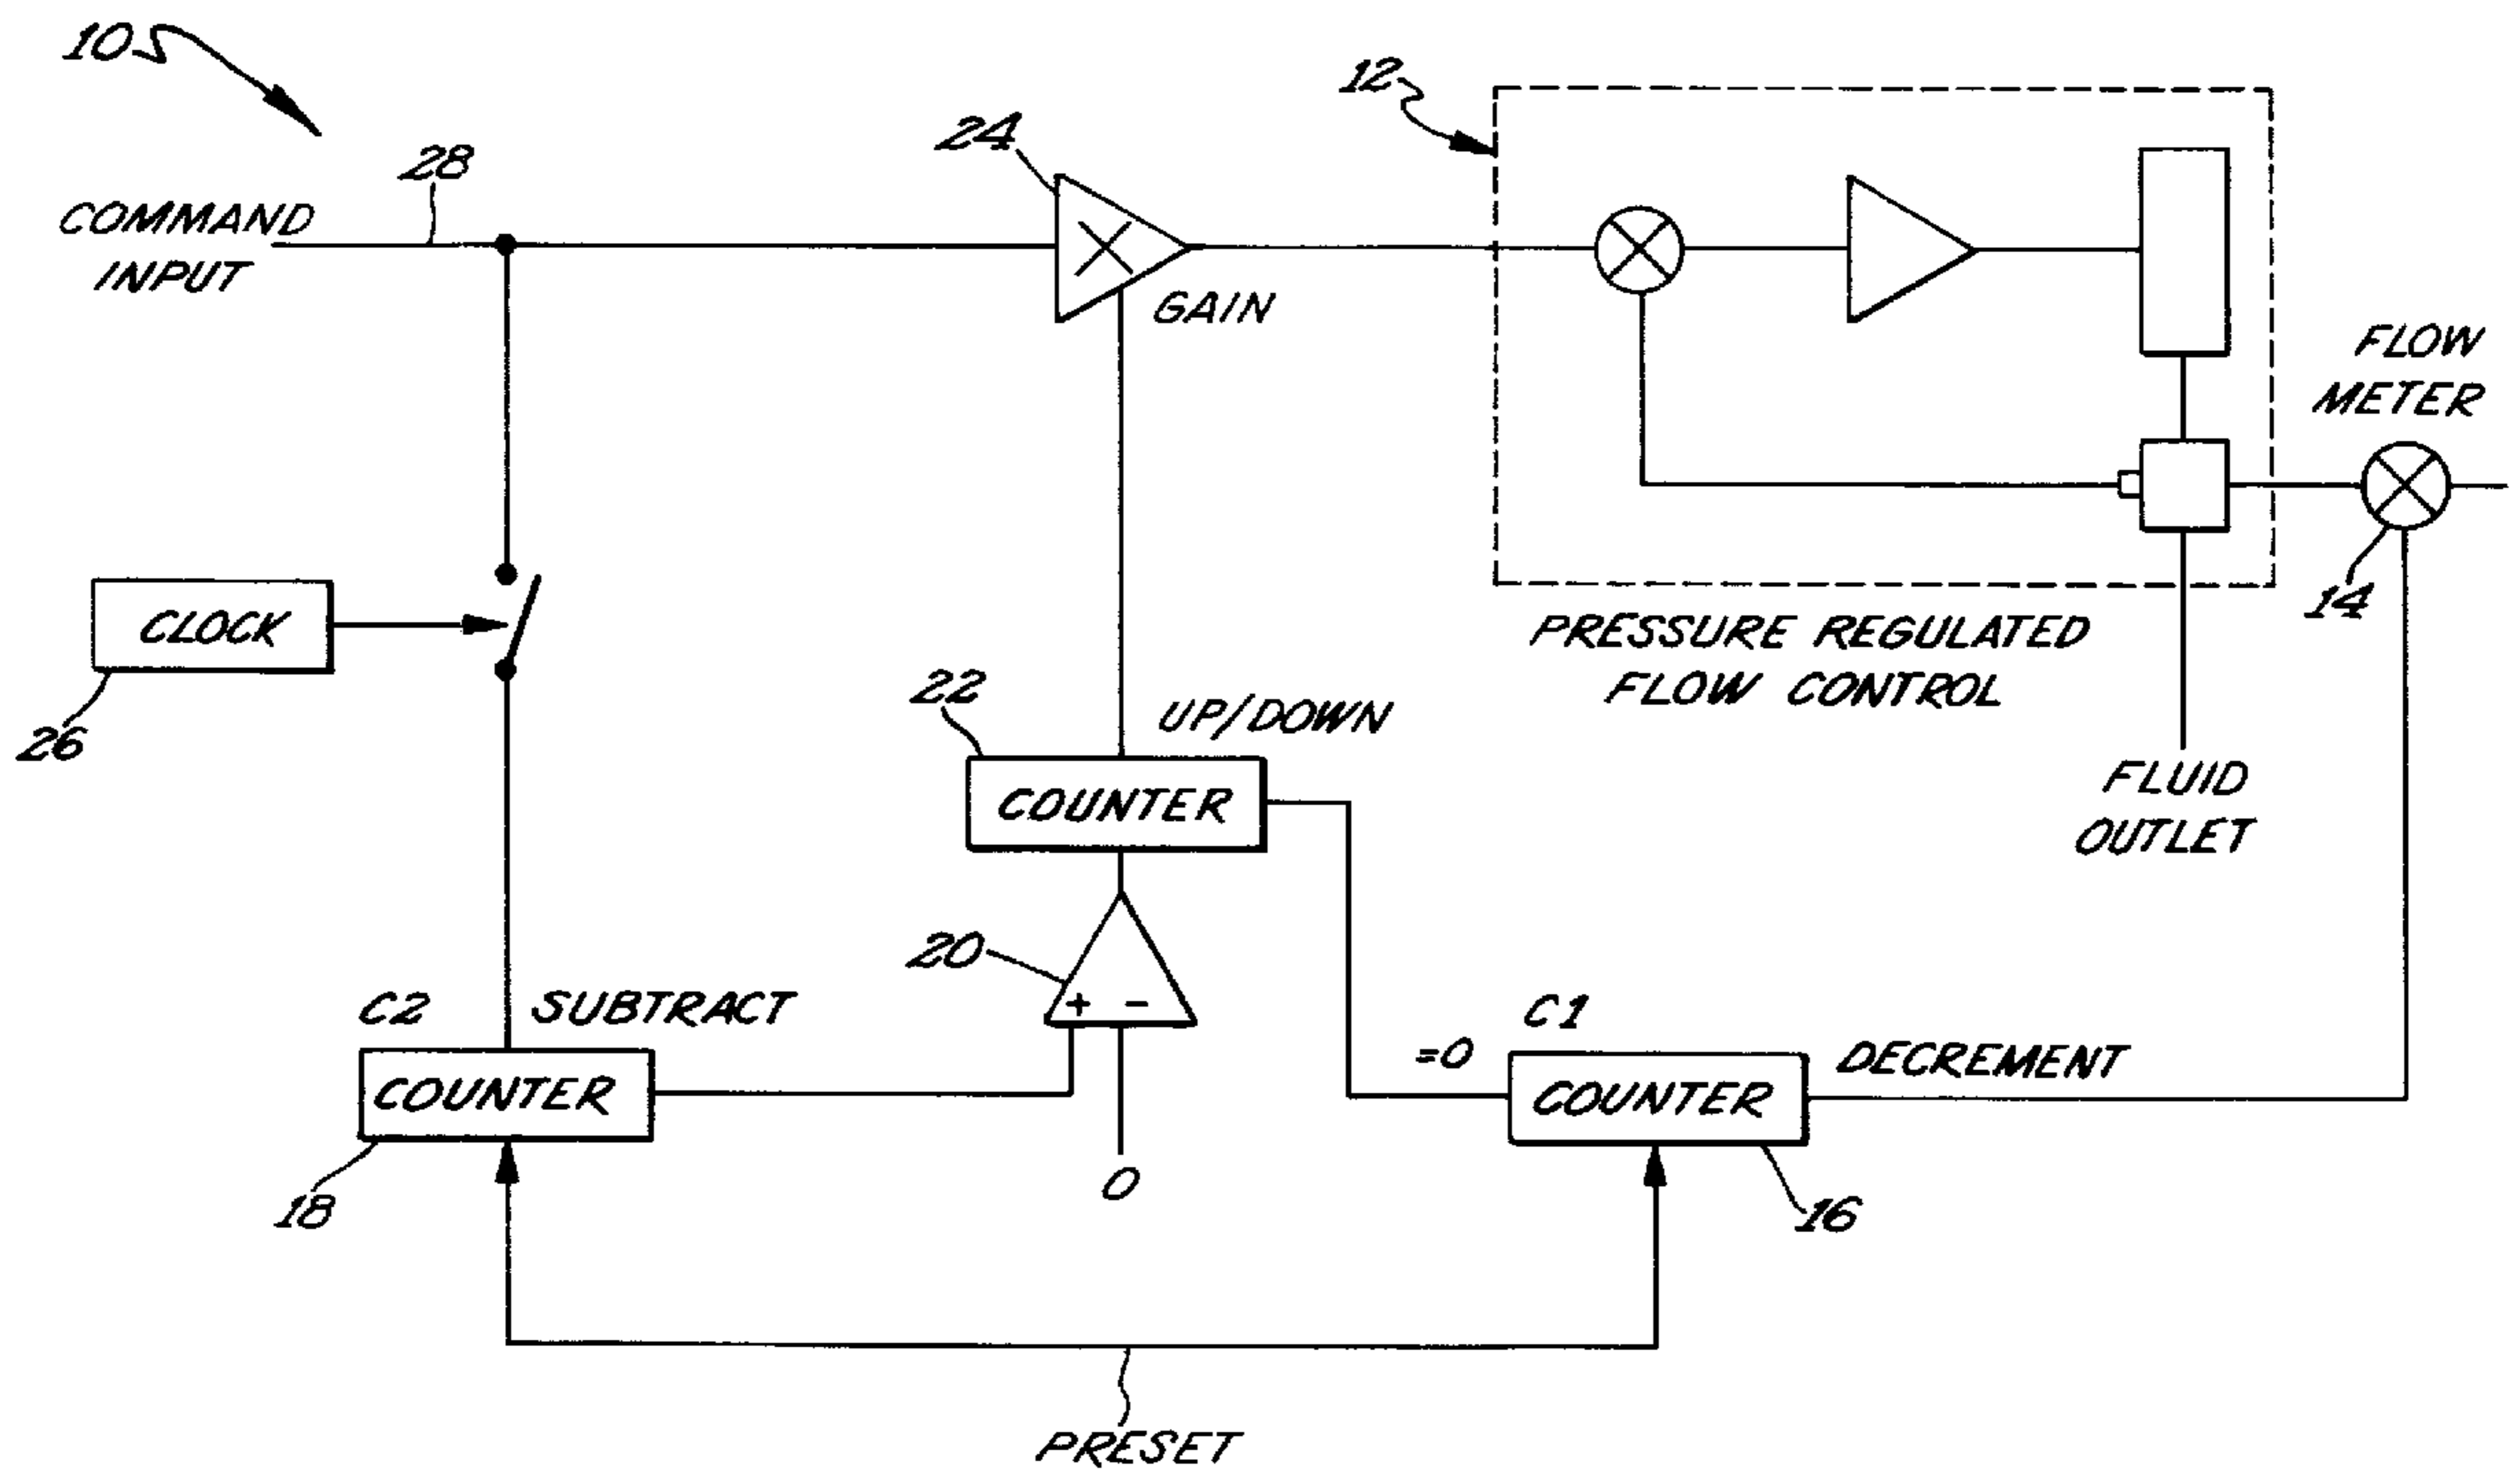 10
12
24
28
COMMAND
INPUT
GAIN
FLOW
METER
14
CLOCK
26
PRESSURE REGULATED
FLOW CONTROL
22
UP/DOWN
COUNTER
FLUID
OUTLET
20
+ -
C2
SUBTRACT
COUNTER
18
0
C1
=0
COUNTER
DECREMENT
16
PRESET